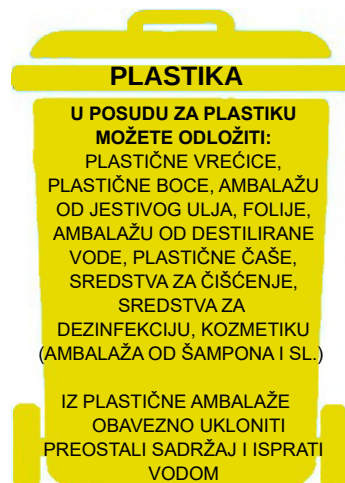 PLASTIKA
U POSUDU ZA PLASTIKU
MOŽETE ODLOŽITI:
PLASTIČNE VREĆICE,
PLASTIČNE BOCE, AMBALAŽU
OD JESTIVOG ULJA, FOLIJE,
AMBALAŽU OD DESTILIRANE
VODE, PLASTIČNE ČAŠE,
SREDSTVA ZA ČIŠĆENJE,
SREDSTVA ZA
DEZINFEKCIJU, KOZMETIKU
(AMBALAŽA OD ŠAMPONA I SL.)
IZ PLASTIČNE AMBALAŽE
OBAVEZNO UKLONITI
PREOSTALI SADRŽAJ I ISPRATI
VODOM